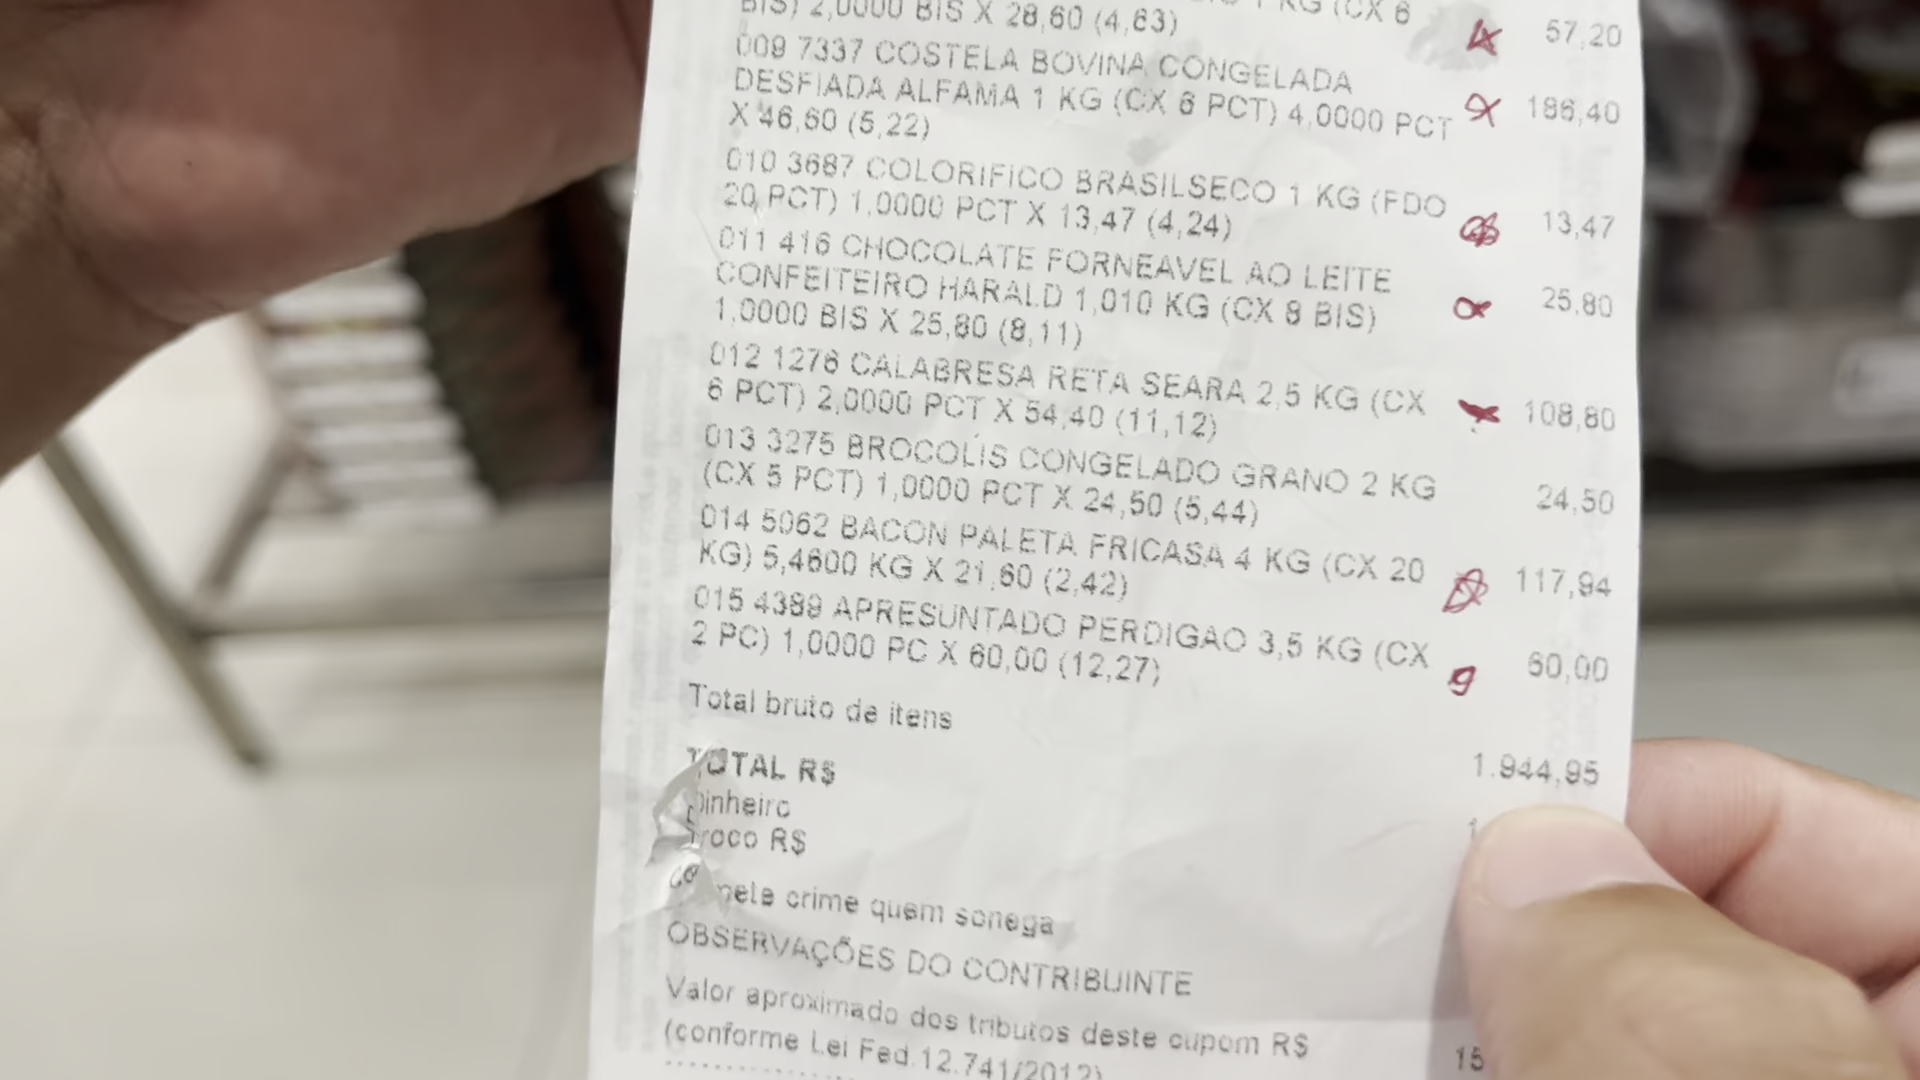 1 KG (CX 6
BIS) 2,0000 BIS X 28,60 (4,63) 57,20
009 7337 COSTELA BOVINA CONGELADA
DESFIADA ALFAMA 1 KG (CX 6 PCT) 4,0000 PCT 186,40
X 46,60 (5,22)
010 3687 COLORIFICO BRASILSECO 1 KG (FDO
20 PCT) 1,0000 PCT X 13,47 (4,24) 13,47
011 416 CHOCOLATE FORNEAVEL AO LEITE
CONFEITEIRO HARALD 1,010 KG (CX 8 BIS) 25,80
1,0000 BIS X 25,80 (8,11)
012 1276 CALABRESA RETA SEARA 2,5 KG (CX
6 PCT) 2,0000 PCT X 54,40 (11,12) 108,80
013 3275 BROCOLIS CONGELADO GRANO 2 KG
(CX 5 PCT) 1,0000 PCT X 24,50 (5,44) 24,50
014 5062 BACON PALETA FRICASA 4 KG (CX 20
KG) 5,4600 KG X 21,60 (2,42) 117,94
015 4389 APRESUNTADO PERDIGAO 3,5 KG (CX
2 PC) 1,0000 PC X 60,00 (12,27) 60,00
Total bruto de itens
TOTAL R$ 1.944,95
Dinheiro
Troco R$
crime quem sonega
OBSERVAÇÕES DO CONTRIBUINTE
Valor aproximado dos tributos deste cupom R$
(conforme Lei Fed.12.741/2012) 15